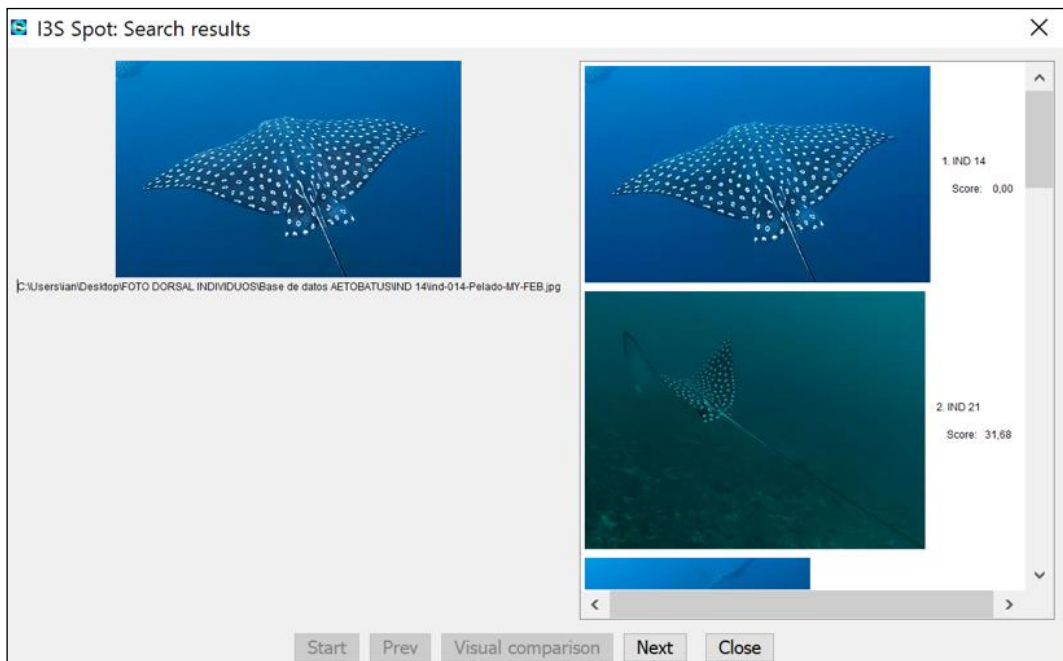 I3S Spot: Search results
C:\Users\ian\Desktop\FOTO DORSAL INDIVIDUOS\Base de datos AETOBATUS\IND 14\ind-014-Pelado-MY-FEB.jpg
1. IND 14
Score: 0,00
2. IND 21
Score: 31,68
Start Prev Visual comparison Next Close